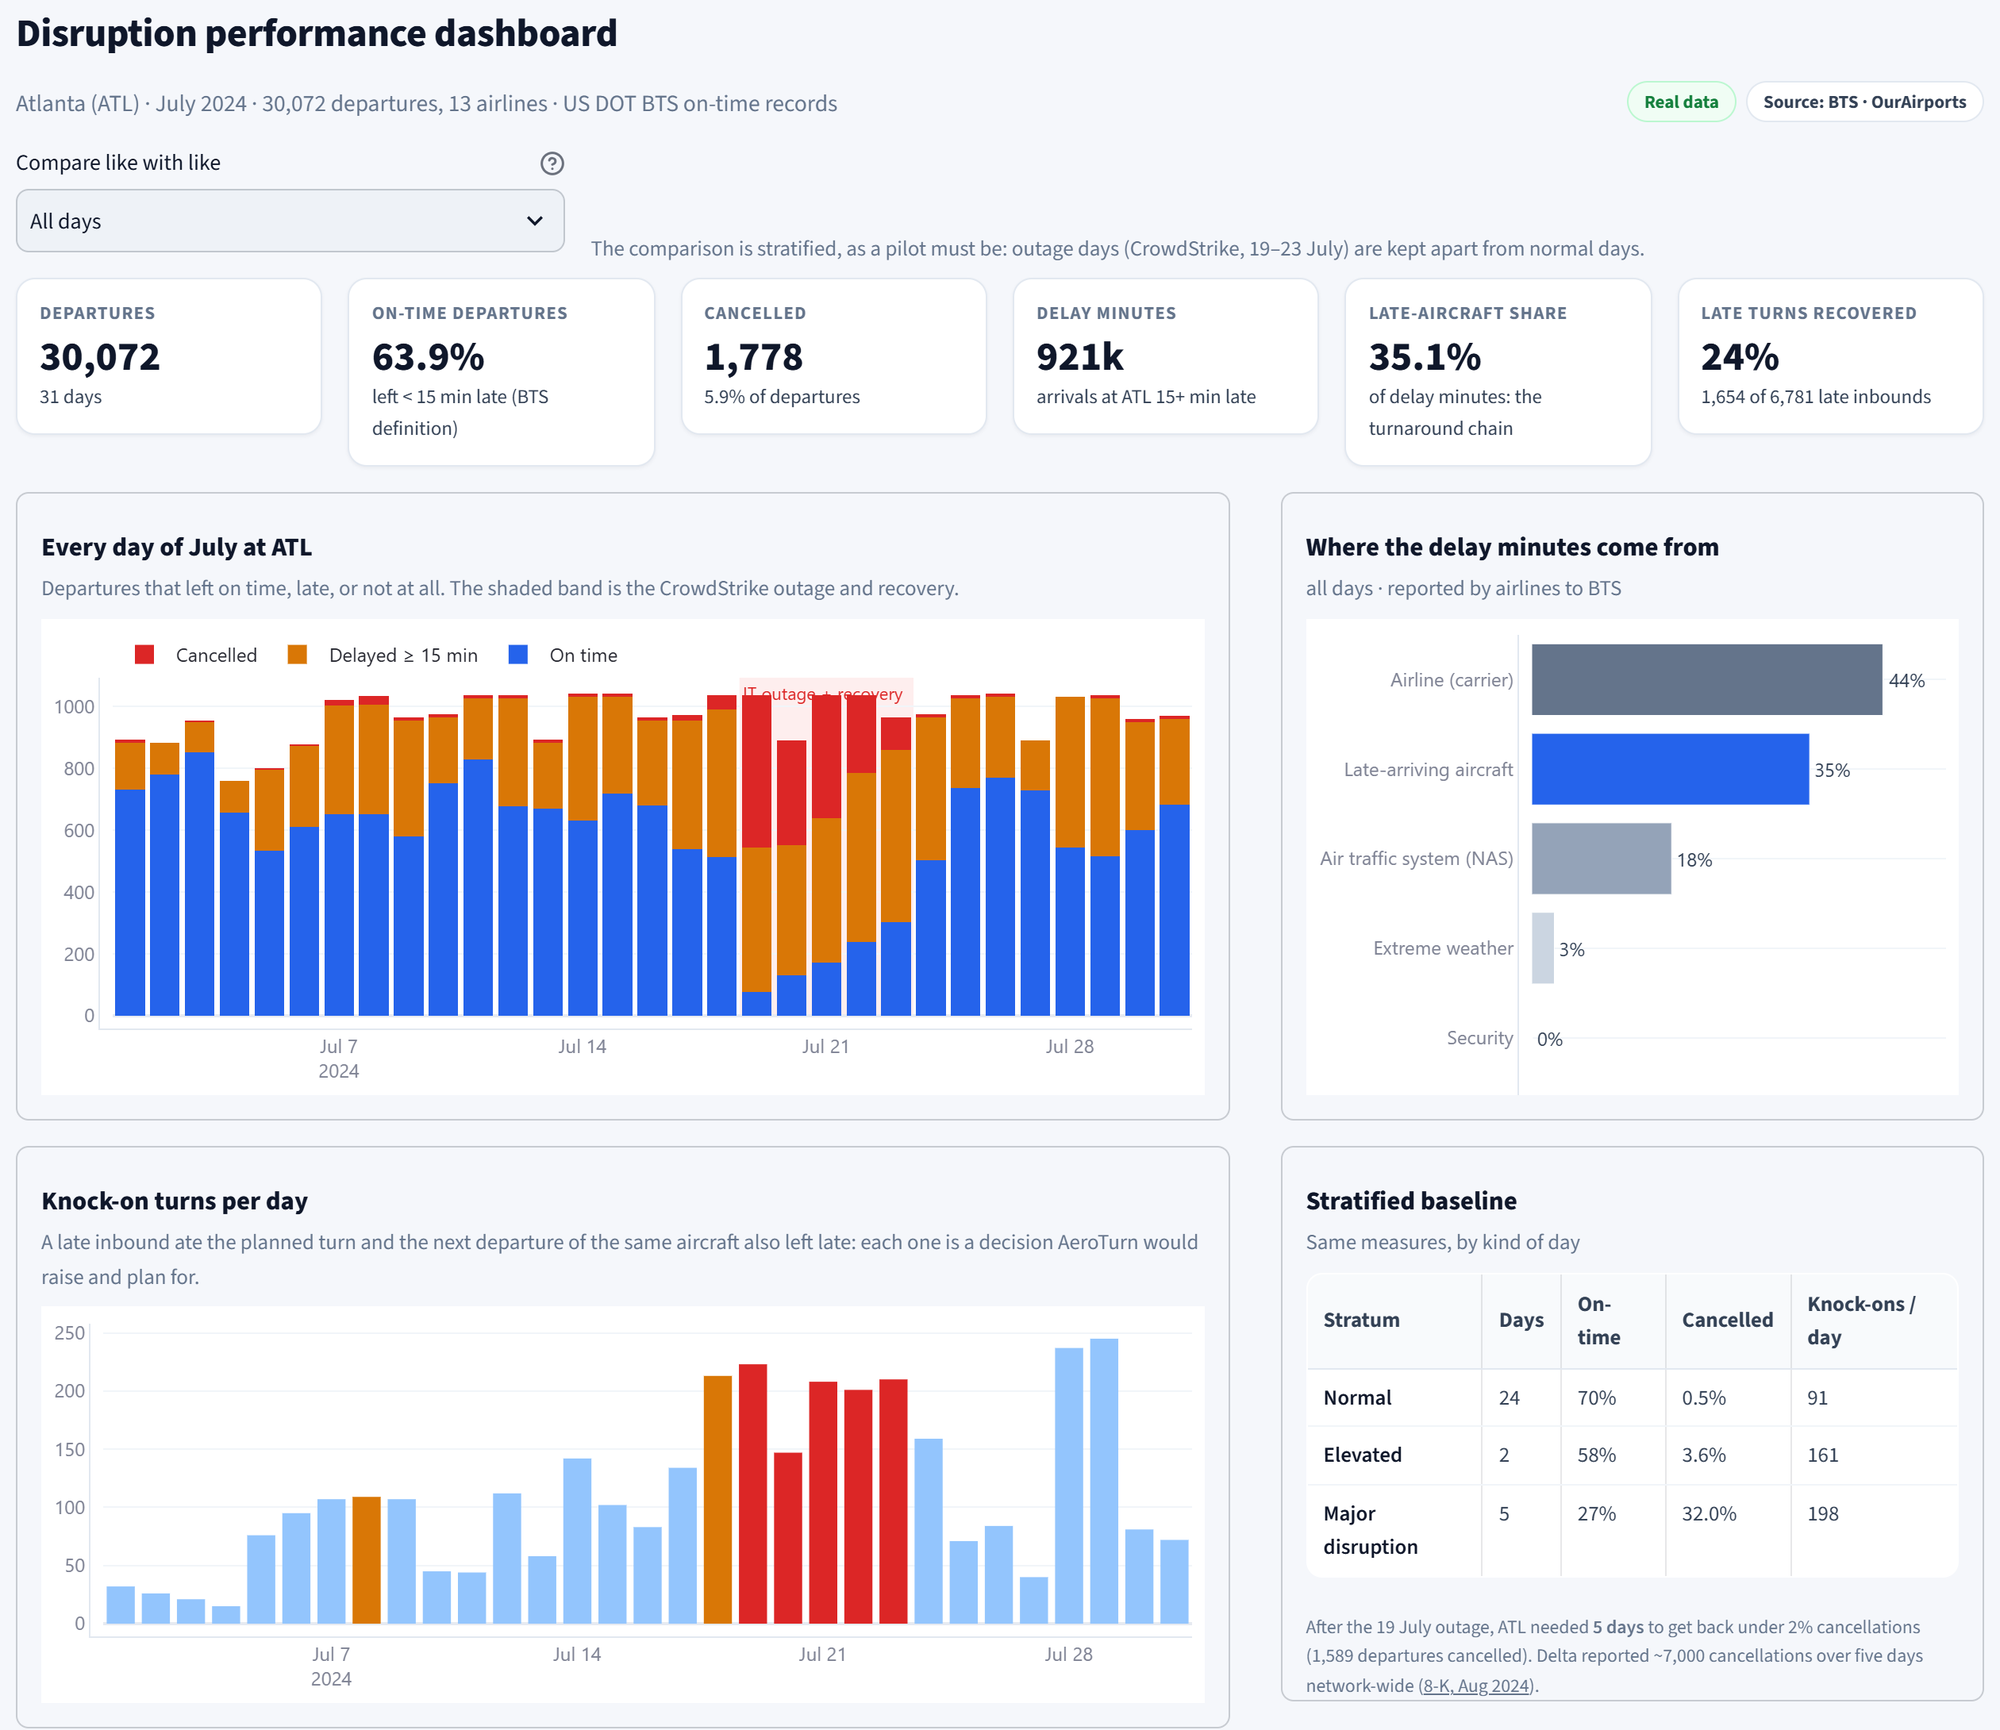 Disruption performance dashboard
Atlanta (ATL) · July 2024 · 30,072 departures, 13 airlines · US DOT BTS on-time records
Real data
Source: BTS · OurAirports
Compare like with like
All days
The comparison is stratified, as a pilot must be: outage days (CrowdStrike, 19–23 July) are kept apart from normal days.
DEPARTURES
30,072
31 days
ON-TIME DEPARTURES
63.9%
left < 15 min late (BTS
definition)
CANCELLED
1,778
5.9% of departures
DELAY MINUTES
921k
arrivals at ATL 15+ min late
LATE-AIRCRAFT SHARE
35.1%
of delay minutes: the
turnaround chain
LATE TURNS RECOVERED
24%
1,654 of 6,781 late inbounds
Every day of July at ATL
Departures that left on time, late, or not at all. The shaded band is the CrowdStrike outage and recovery.
Cancelled Delayed ≥ 15 min On time
IT outage + recovery
1000
800
600
400
200
0
Jul 7 Jul 14 Jul 21 Jul 28
2024
Where the delay minutes come from
all days · reported by airlines to BTS
Airline (carrier) 44%
Late-arriving aircraft 35%
Air traffic system (NAS) 18%
Extreme weather 3%
Security 0%
Knock-on turns per day
A late inbound ate the planned turn and the next departure of the same aircraft also left late: each one is a decision AeroTurn would
raise and plan for.
250
200
150
100
50
0
Jul 7 Jul 14 Jul 21 Jul 28
2024
Stratified baseline
Same measures, by kind of day
Stratum Days On-time Cancelled Knock-ons / day
Normal 24 70% 0.5% 91
Elevated 2 58% 3.6% 161
Major disruption 5 27% 32.0% 198
After the 19 July outage, ATL needed 5 days to get back under 2% cancellations
(1,589 departures cancelled). Delta reported ~7,000 cancellations over five days
network-wide (8-K, Aug 2024).